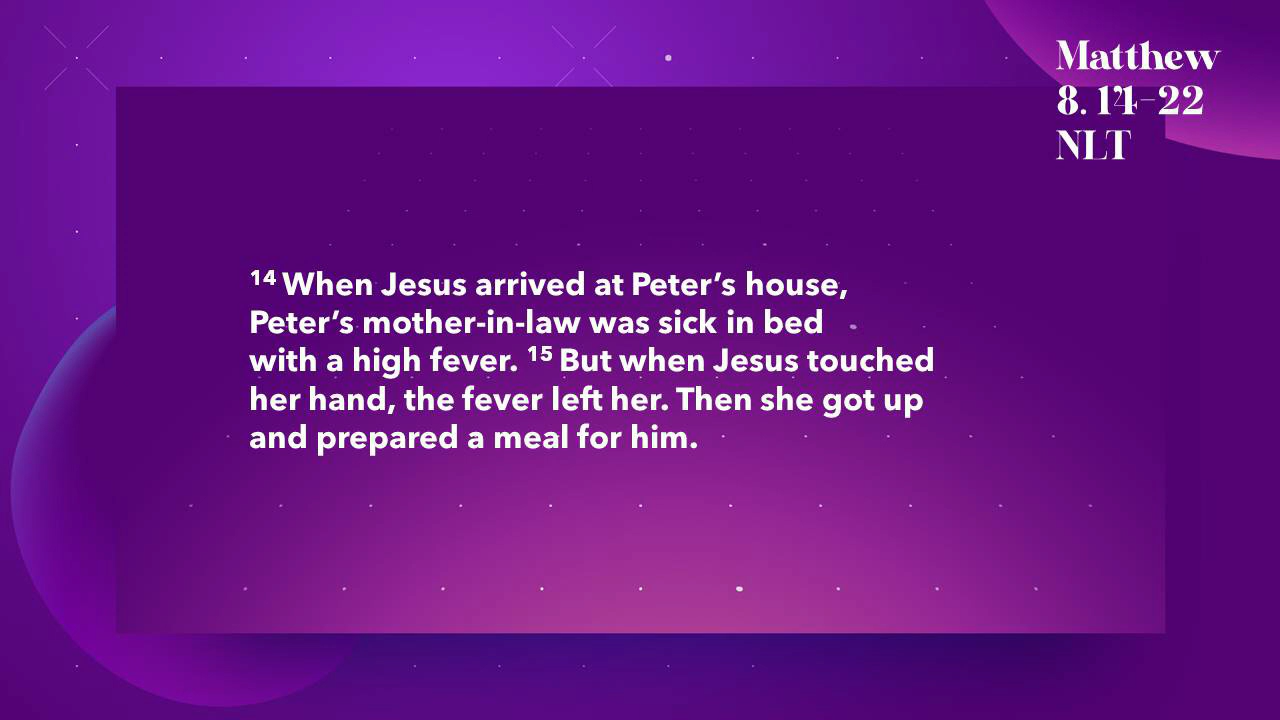 Matthew
8. 14-22
NLT
14 When Jesus arrived at Peter’s house,
Peter’s mother-in-law was sick in bed
with a high fever. 15 But when Jesus touched
her hand, the fever left her. Then she got up
and prepared a meal for him.